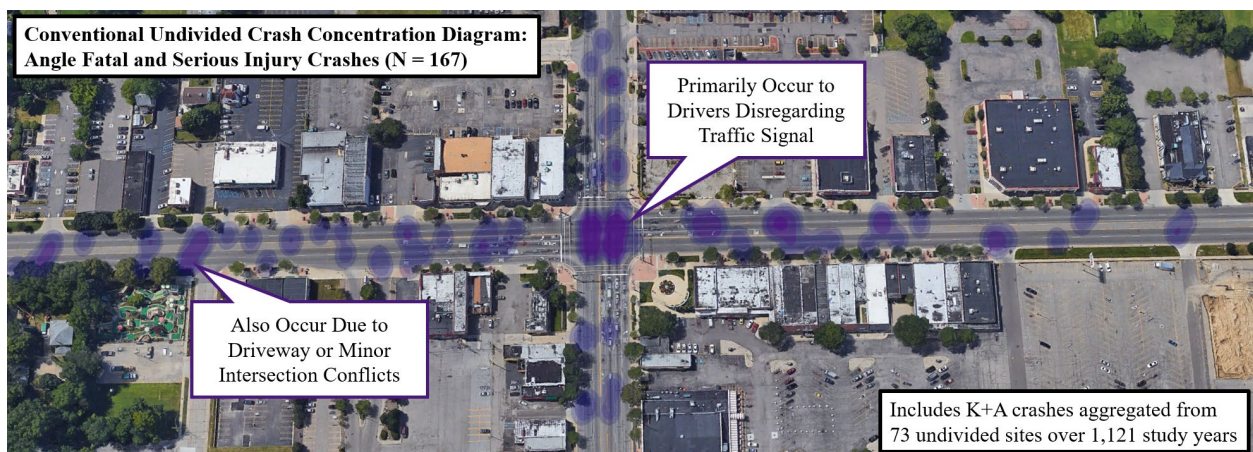 Conventional Undivided Crash Concentration Diagram:
Angle Fatal and Serious Injury Crashes (N = 167)
Primarily Occur to
Drivers Disregarding
Traffic Signal
Also Occur Due to
Driveway or Minor
Intersection Conflicts
Includes K+A crashes aggregated from
73 undivided sites over 1,121 study years